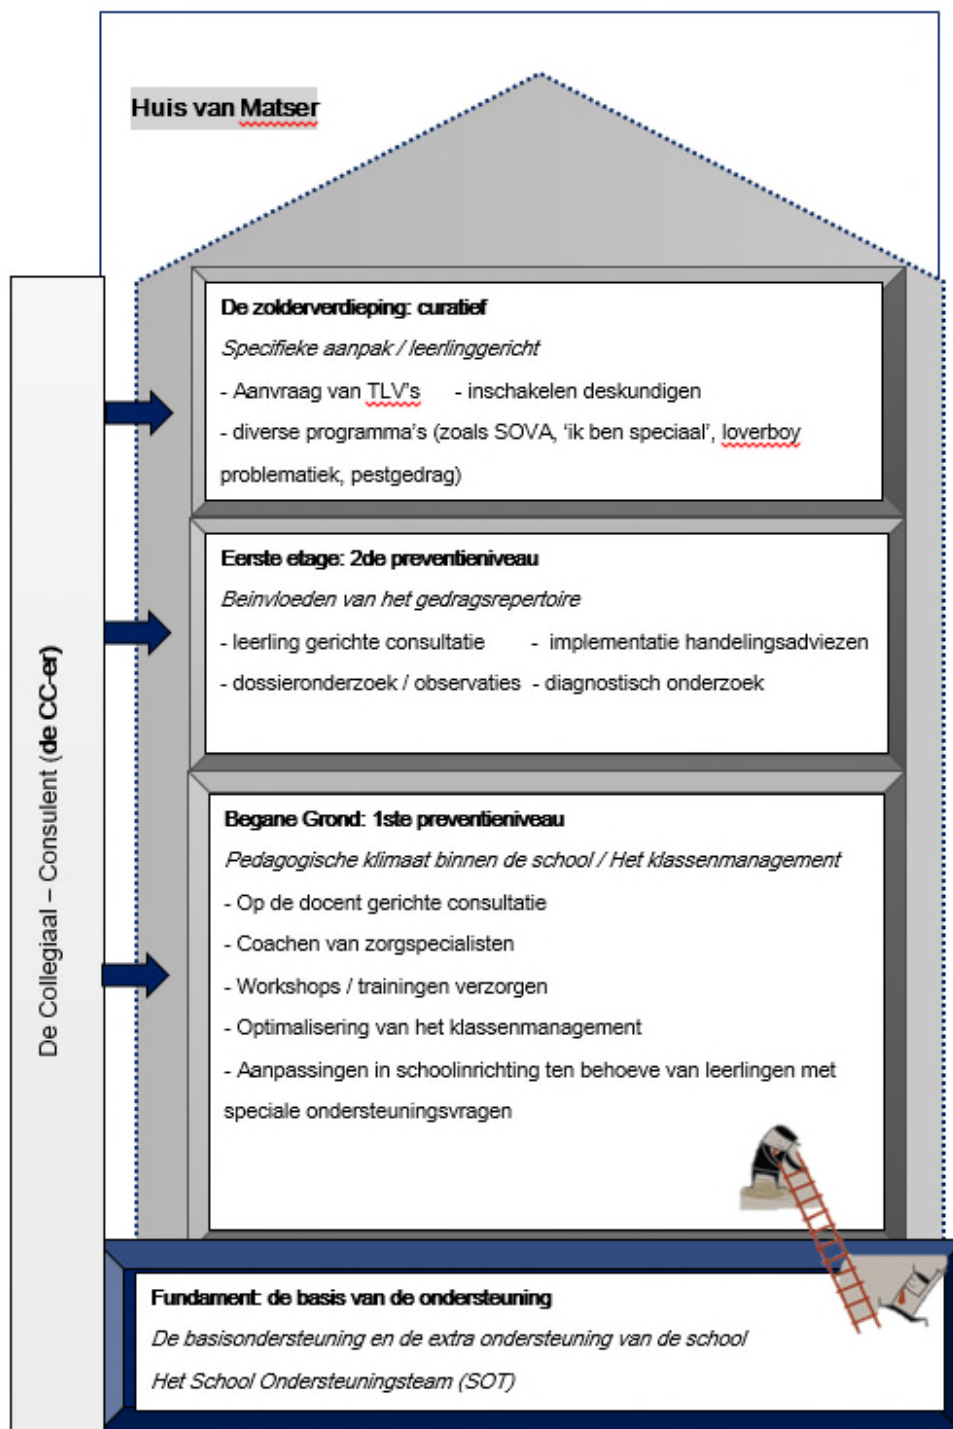 Huis van Matser
De zolderverdieping: curatief
Specifieke aanpak / leerlinggericht
- Aanvraag van TLV's - inschakelen deskundigen
- diverse programma's (zoals SOVA, 'ik ben speciaal', loverboy
problematiek, pestgedrag)
Eerste etage: 2de preventieniveau
Beinvloeden van het gedragsrepertoire
- leerling gerichte consultatie - implementatie handelingsadviezen
- dossieronderzoek / observaties - diagnostisch onderzoek
De Collegiaal – Consulent (de CC-er)
Begane Grond: 1ste preventieniveau
Pedagogische klimaat binnen de school / Het klassenmanagement
- Op de docent gerichte consultatie
- Coachen van zorgspecialisten
- Workshops / trainingen verzorgen
- Optimalisering van het klassenmanagement
- Aanpassingen in schoolinrichting ten behoeve van leerlingen met
speciale ondersteuningsvragen
Fundament: de basis van de ondersteuning
De basisondersteuning en de extra ondersteuning van de school
Het School Ondersteuningsteam (SOT)